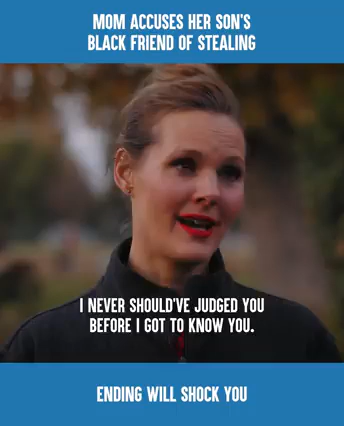 MOM ACCUSES HER SON'S
BLACK FRIEND OF STEALING
I NEVER SHOULD'VE JUDGED YOU
BEFORE I GOT TO KNOW YOU.
ENDING WILL SHOCK YOU